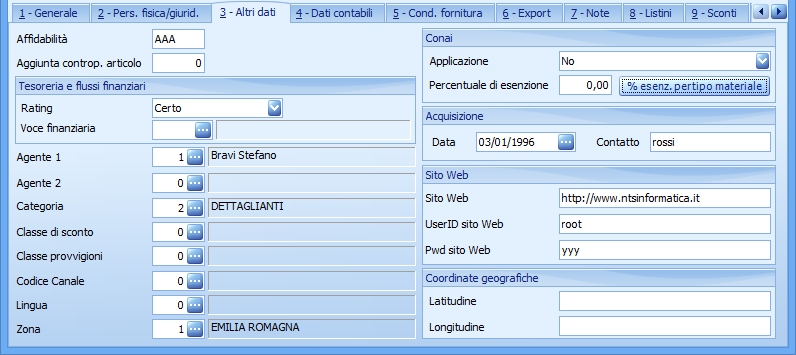 1 - Generale 2 - Pers. fisica/giurid. 3 - Altri dati 4 - Dati contabili 5 - Cond. fornitura 6 - Export 7 - Note 8 - Listini 9 - Sconti
Affidabilità AAA
Aggiunta controp. articolo 0
Tesoreria e flussi finanziari
Rating Certo
Voce finanziaria ...
Agente 1 1 ... Bravi Stefano
Agente 2 0 ...
Categoria 2 ... DETTAGLIANTI
Classe di sconto 0 ...
Classe provvigioni 0 ...
Codice Canale 0 ...
Lingua 0 ...
Zona 1 ... EMILIA ROMAGNA
Conai
Applicazione No
Percentuale di esenzione 0,00 % esenz. pertipo materiale
Acquisizione
Data 03/01/1996 ... Contatto rossi
Sito Web
Sito Web http://www.ntsinformatica.it
UserID sito Web root
Pwd sito Web yyy
Coordinate geografiche
Latitudine
Longitudine